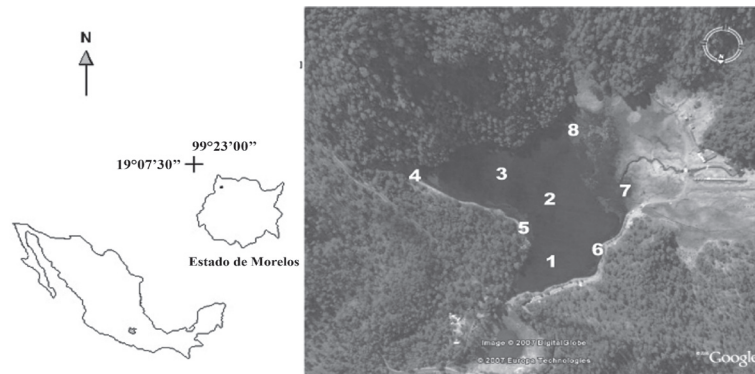 N
99°23'00’’
19°07'30’’
Estado de Morelos
8
4
3
7
2
5
6
1
N
Image © 2007 DigitalGlobe
© 2007 Europa Technologies
Google